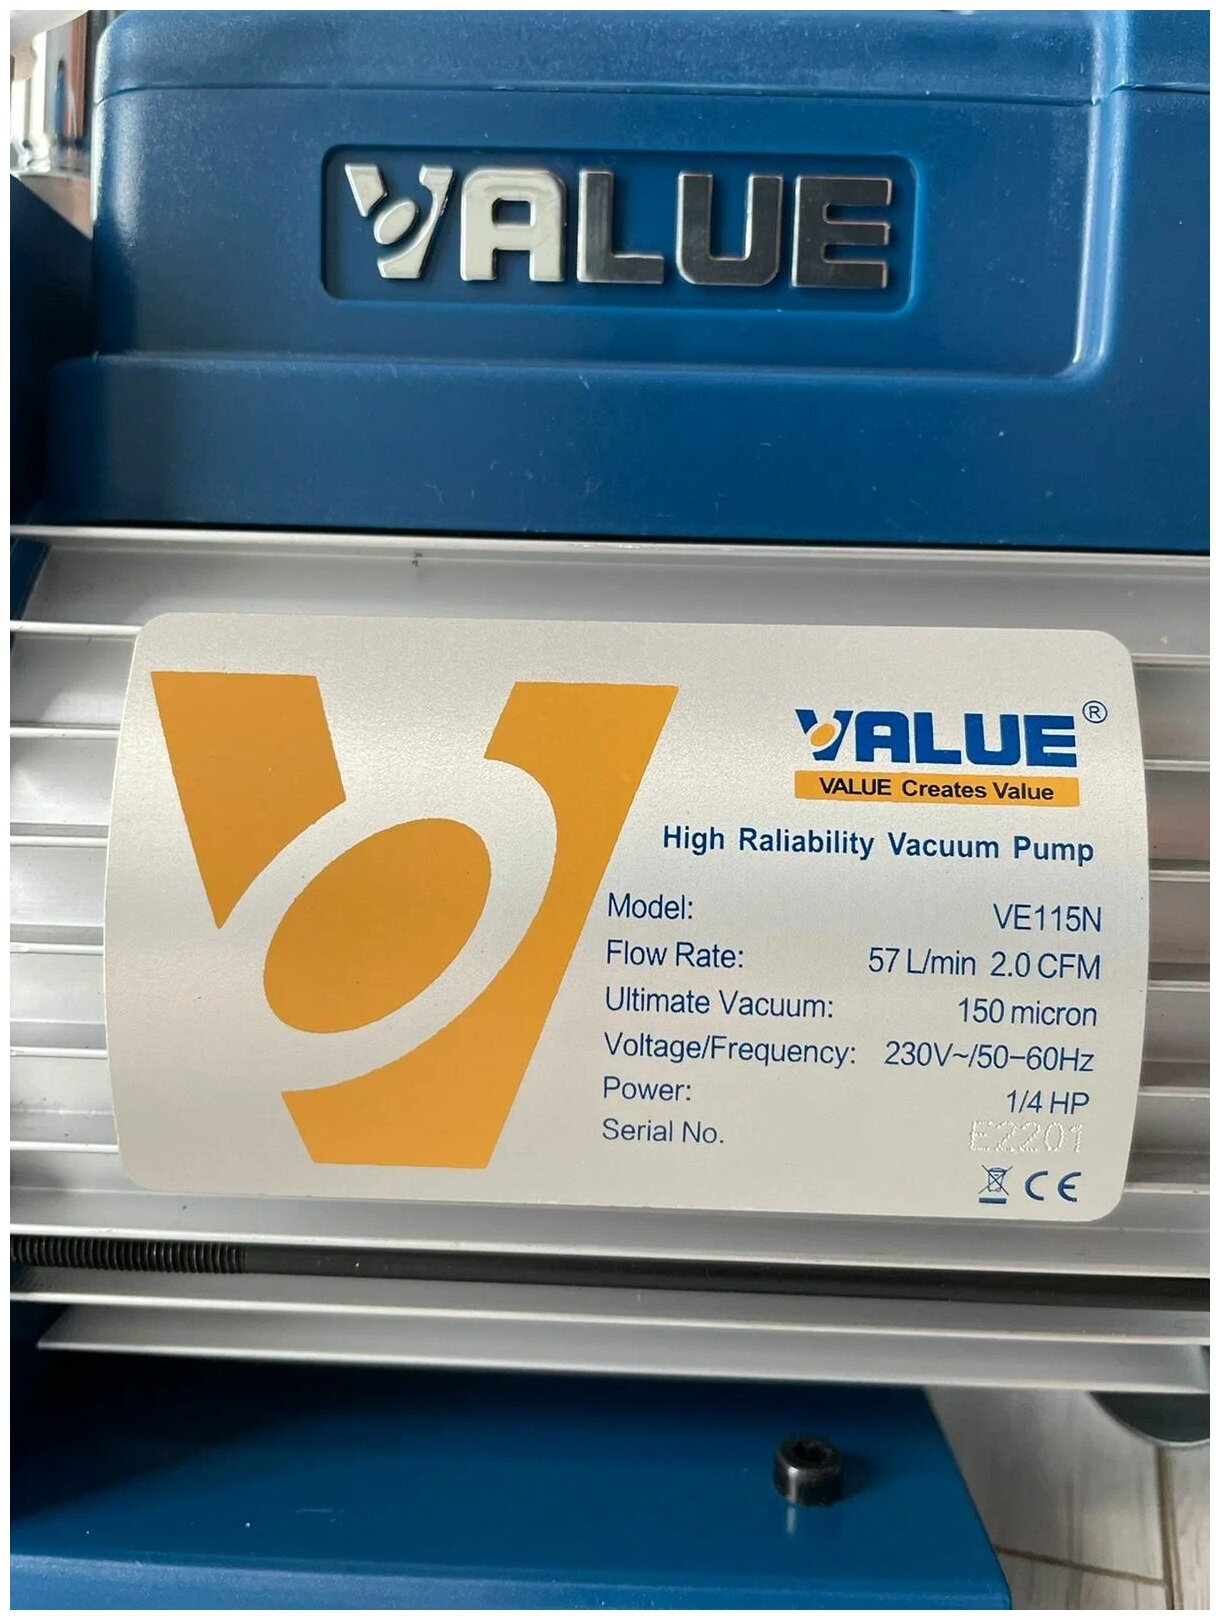 VALUE
VALUE®
VALUE Creates Value
High Raliability Vacuum Pump
Model: VE115N
Flow Rate: 57 L/min 2.0 CFM
Ultimate Vacuum: 150 micron
Voltage/Frequency: 230V~/50-60Hz
Power: 1/4 HP
Serial No. E2201
CE